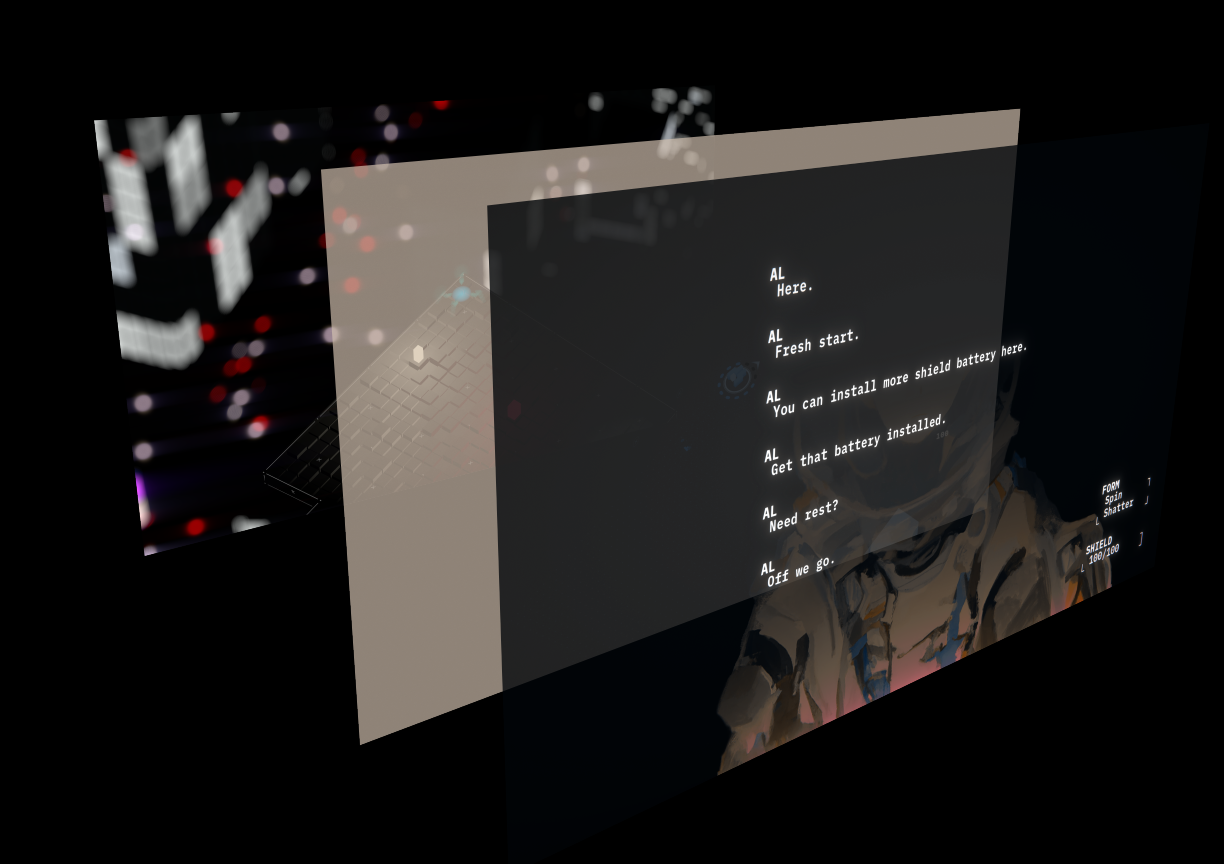 AL
Here.
AL
Fresh start.
AL
You can install more shield battery here.
AL
Get that battery installed.
AL
Need rest?
AL
Off we go.
FORM
Spin
Shatter
SHIELD
100/100